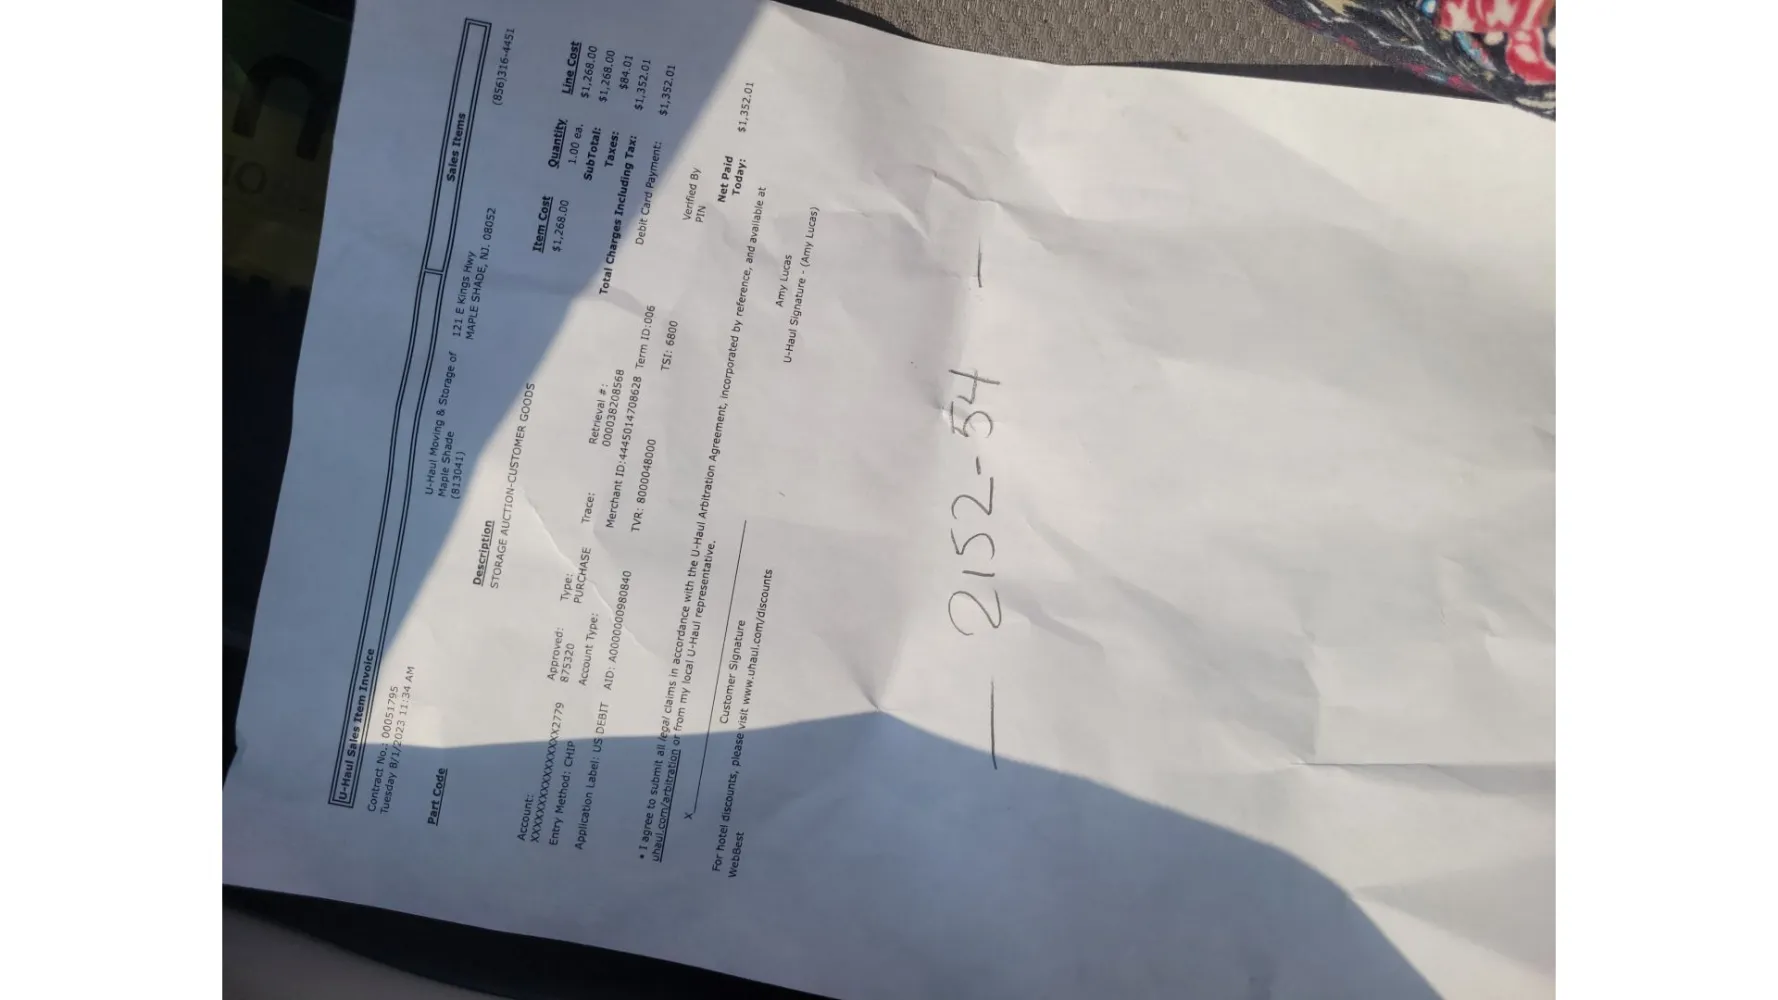 U-Haul Sales Item Invoice
Sales Items
Contract No.: 00051795
Tuesday 8/1/2023 11:34 AM
U-Haul Moving & Storage of
Maple Shade
(813041)
121 E Kings Hwy
MAPLE SHADE, NJ. 08052
(856)316-4451
Part Code Description Item Cost Quantity Line Cost
STORAGE AUCTION-CUSTOMER GOODS $1,268.00 1.00 ea. $1,268.00
SubTotal: $1,268.00
Taxes: $84.01
Total Charges Including Tax: $1,352.01
Debit Card Payment: $1,352.01
Account:
XXXXXXXXXXXXXXXX2779
Approved:
875320
Type:
PURCHASE
Trace:
Retrieval #:
000038208568
Entry Method: CHIP
Account Type:
Merchant ID:4445014708628 Term ID:006
Verified By
PIN
Application Label: US DEBIT AID: A0000000980840 TVR: 8000048000 TSI: 6800
Net Paid
Today: $1,352.01
• I agree to submit all legal claims in accordance with the U-Haul Arbitration Agreement, incorporated by reference, and available at
uhaul.com/arbitration or from my local U-Haul representative.
X
Customer Signature
Amy Lucas
U-Haul Signature - (Amy Lucas)
For hotel discounts, please visit www.uhaul.com/discounts
WebBest
— 2152-54 —